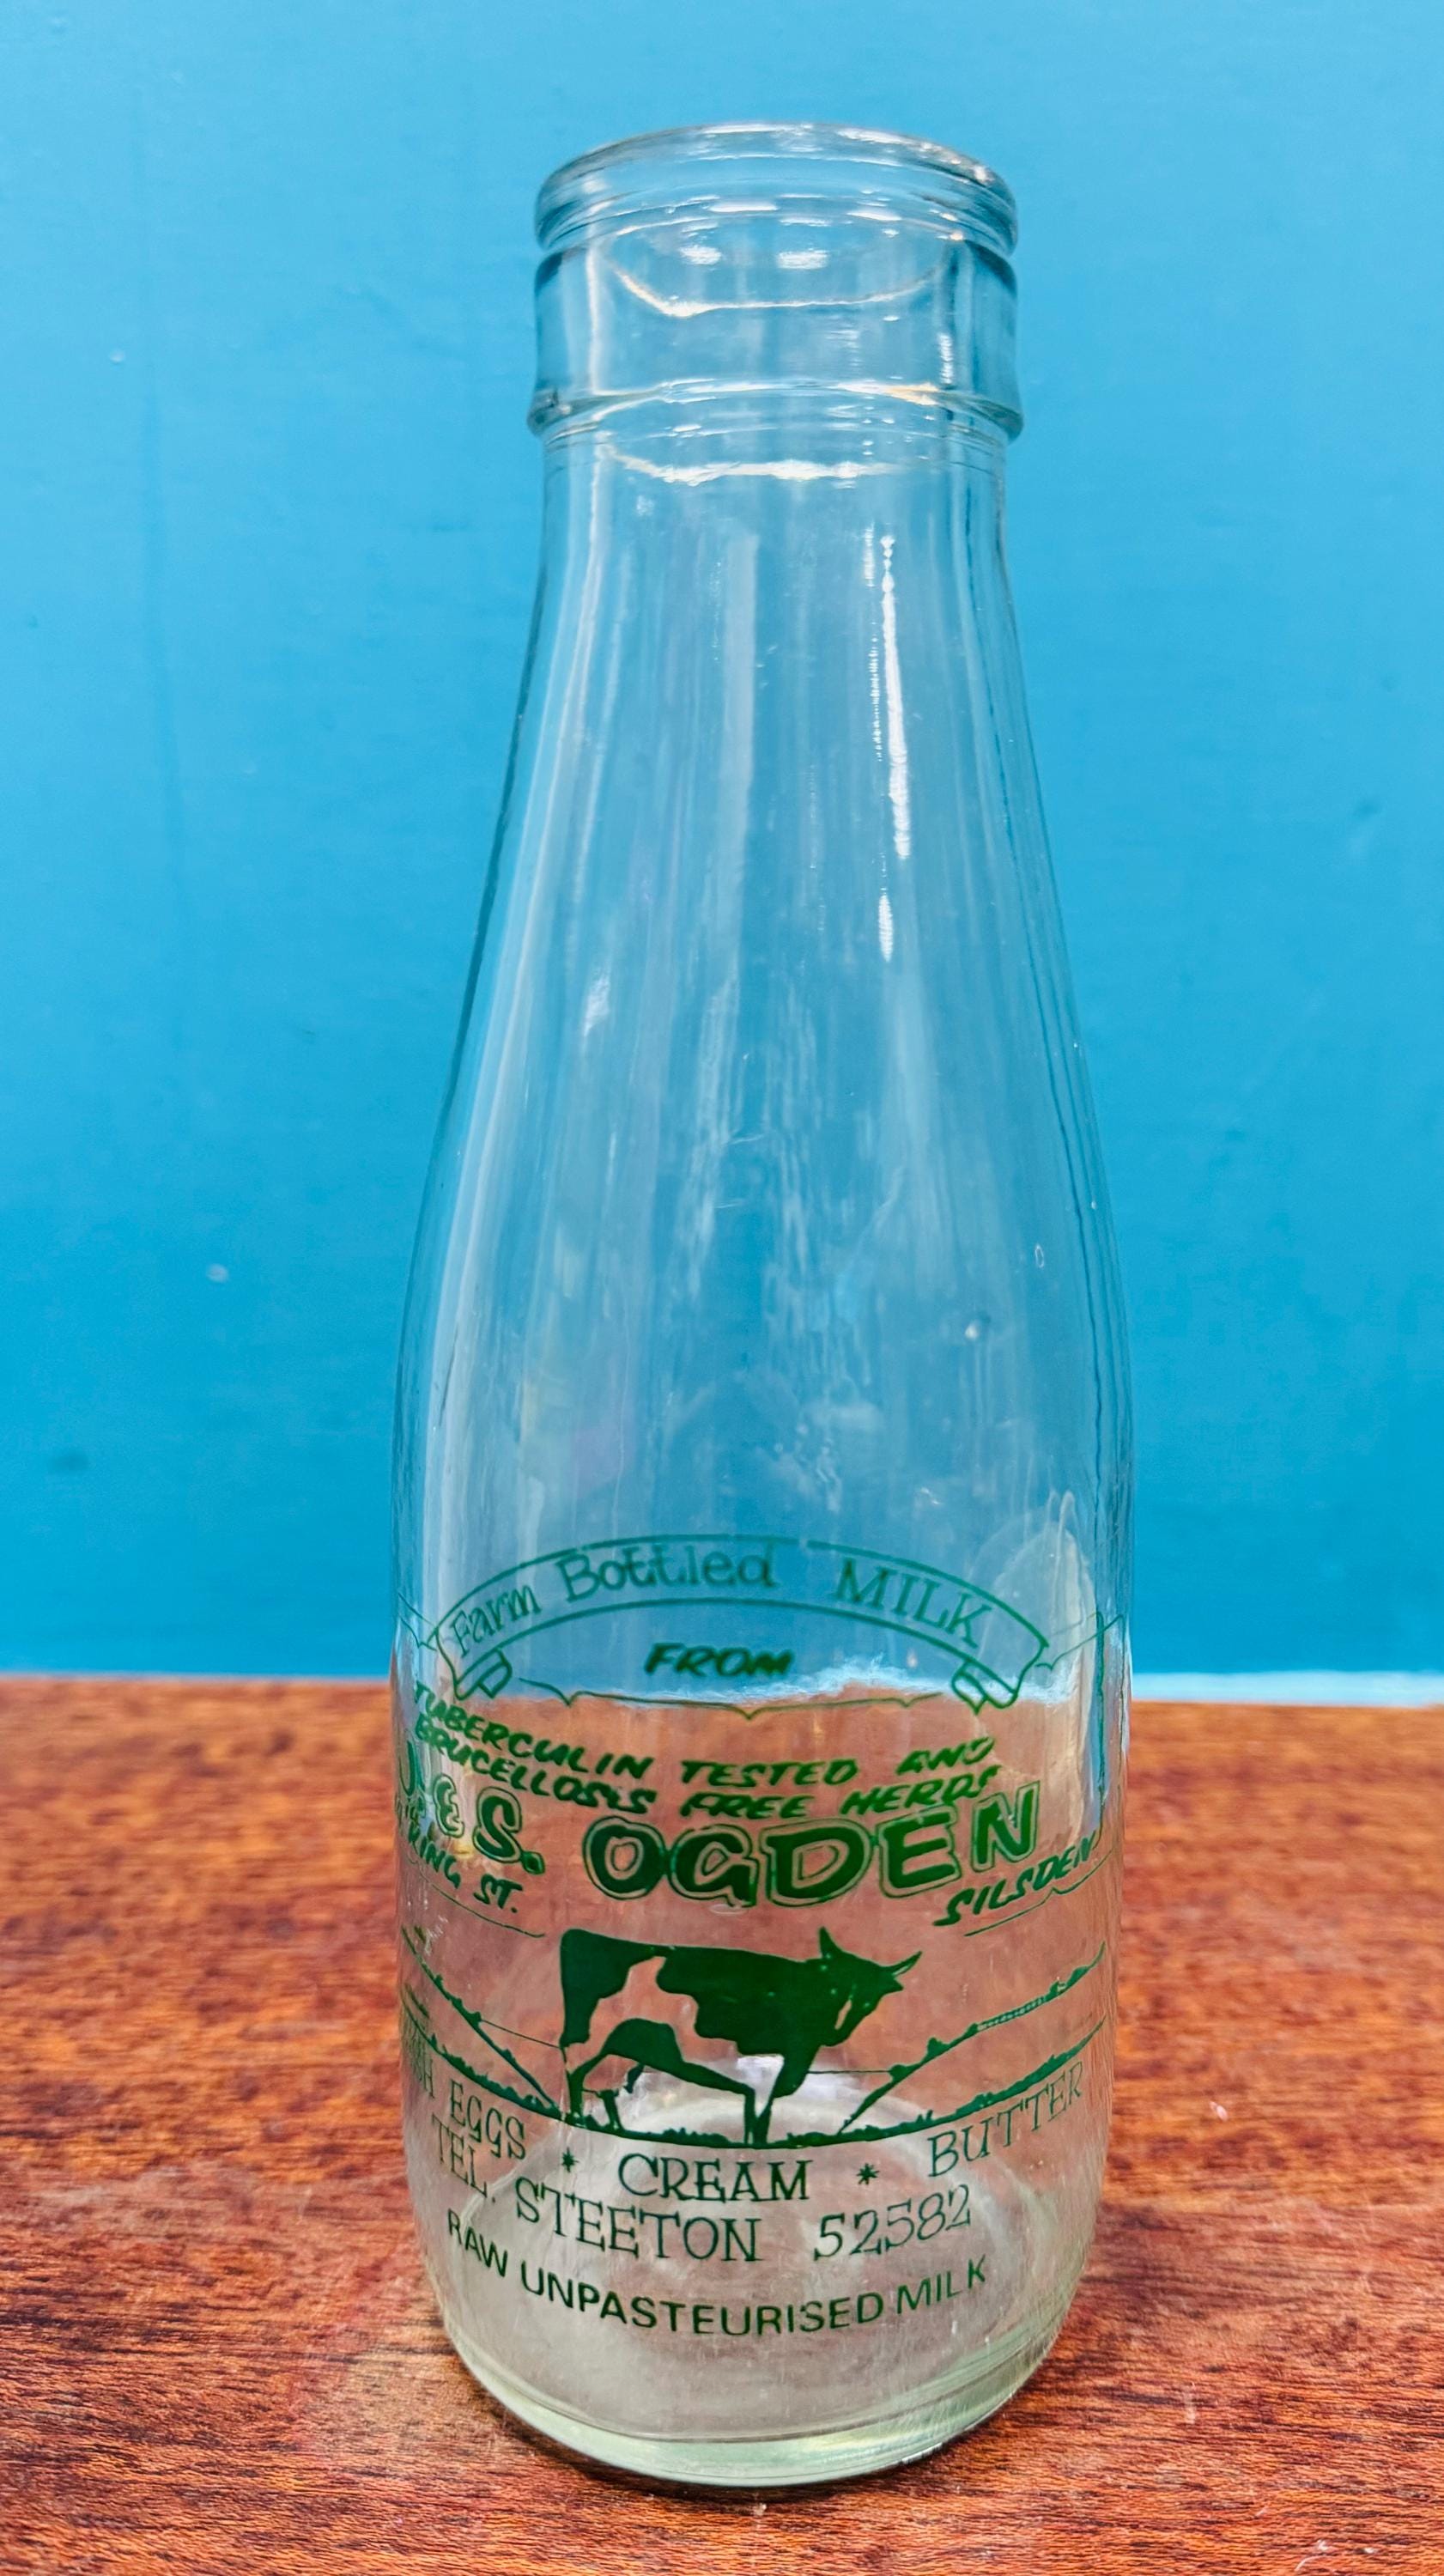 Farm Bottled MILK
FROM
TUBERCULIN TESTED AND
BRUCELLOSIS FREE HERDS
& S. OGDEN
ST. SILSDEN
EGGS * CREAM * BUTTER
TEL. STEETON 52582
RAW UNPASTEURISED MILK